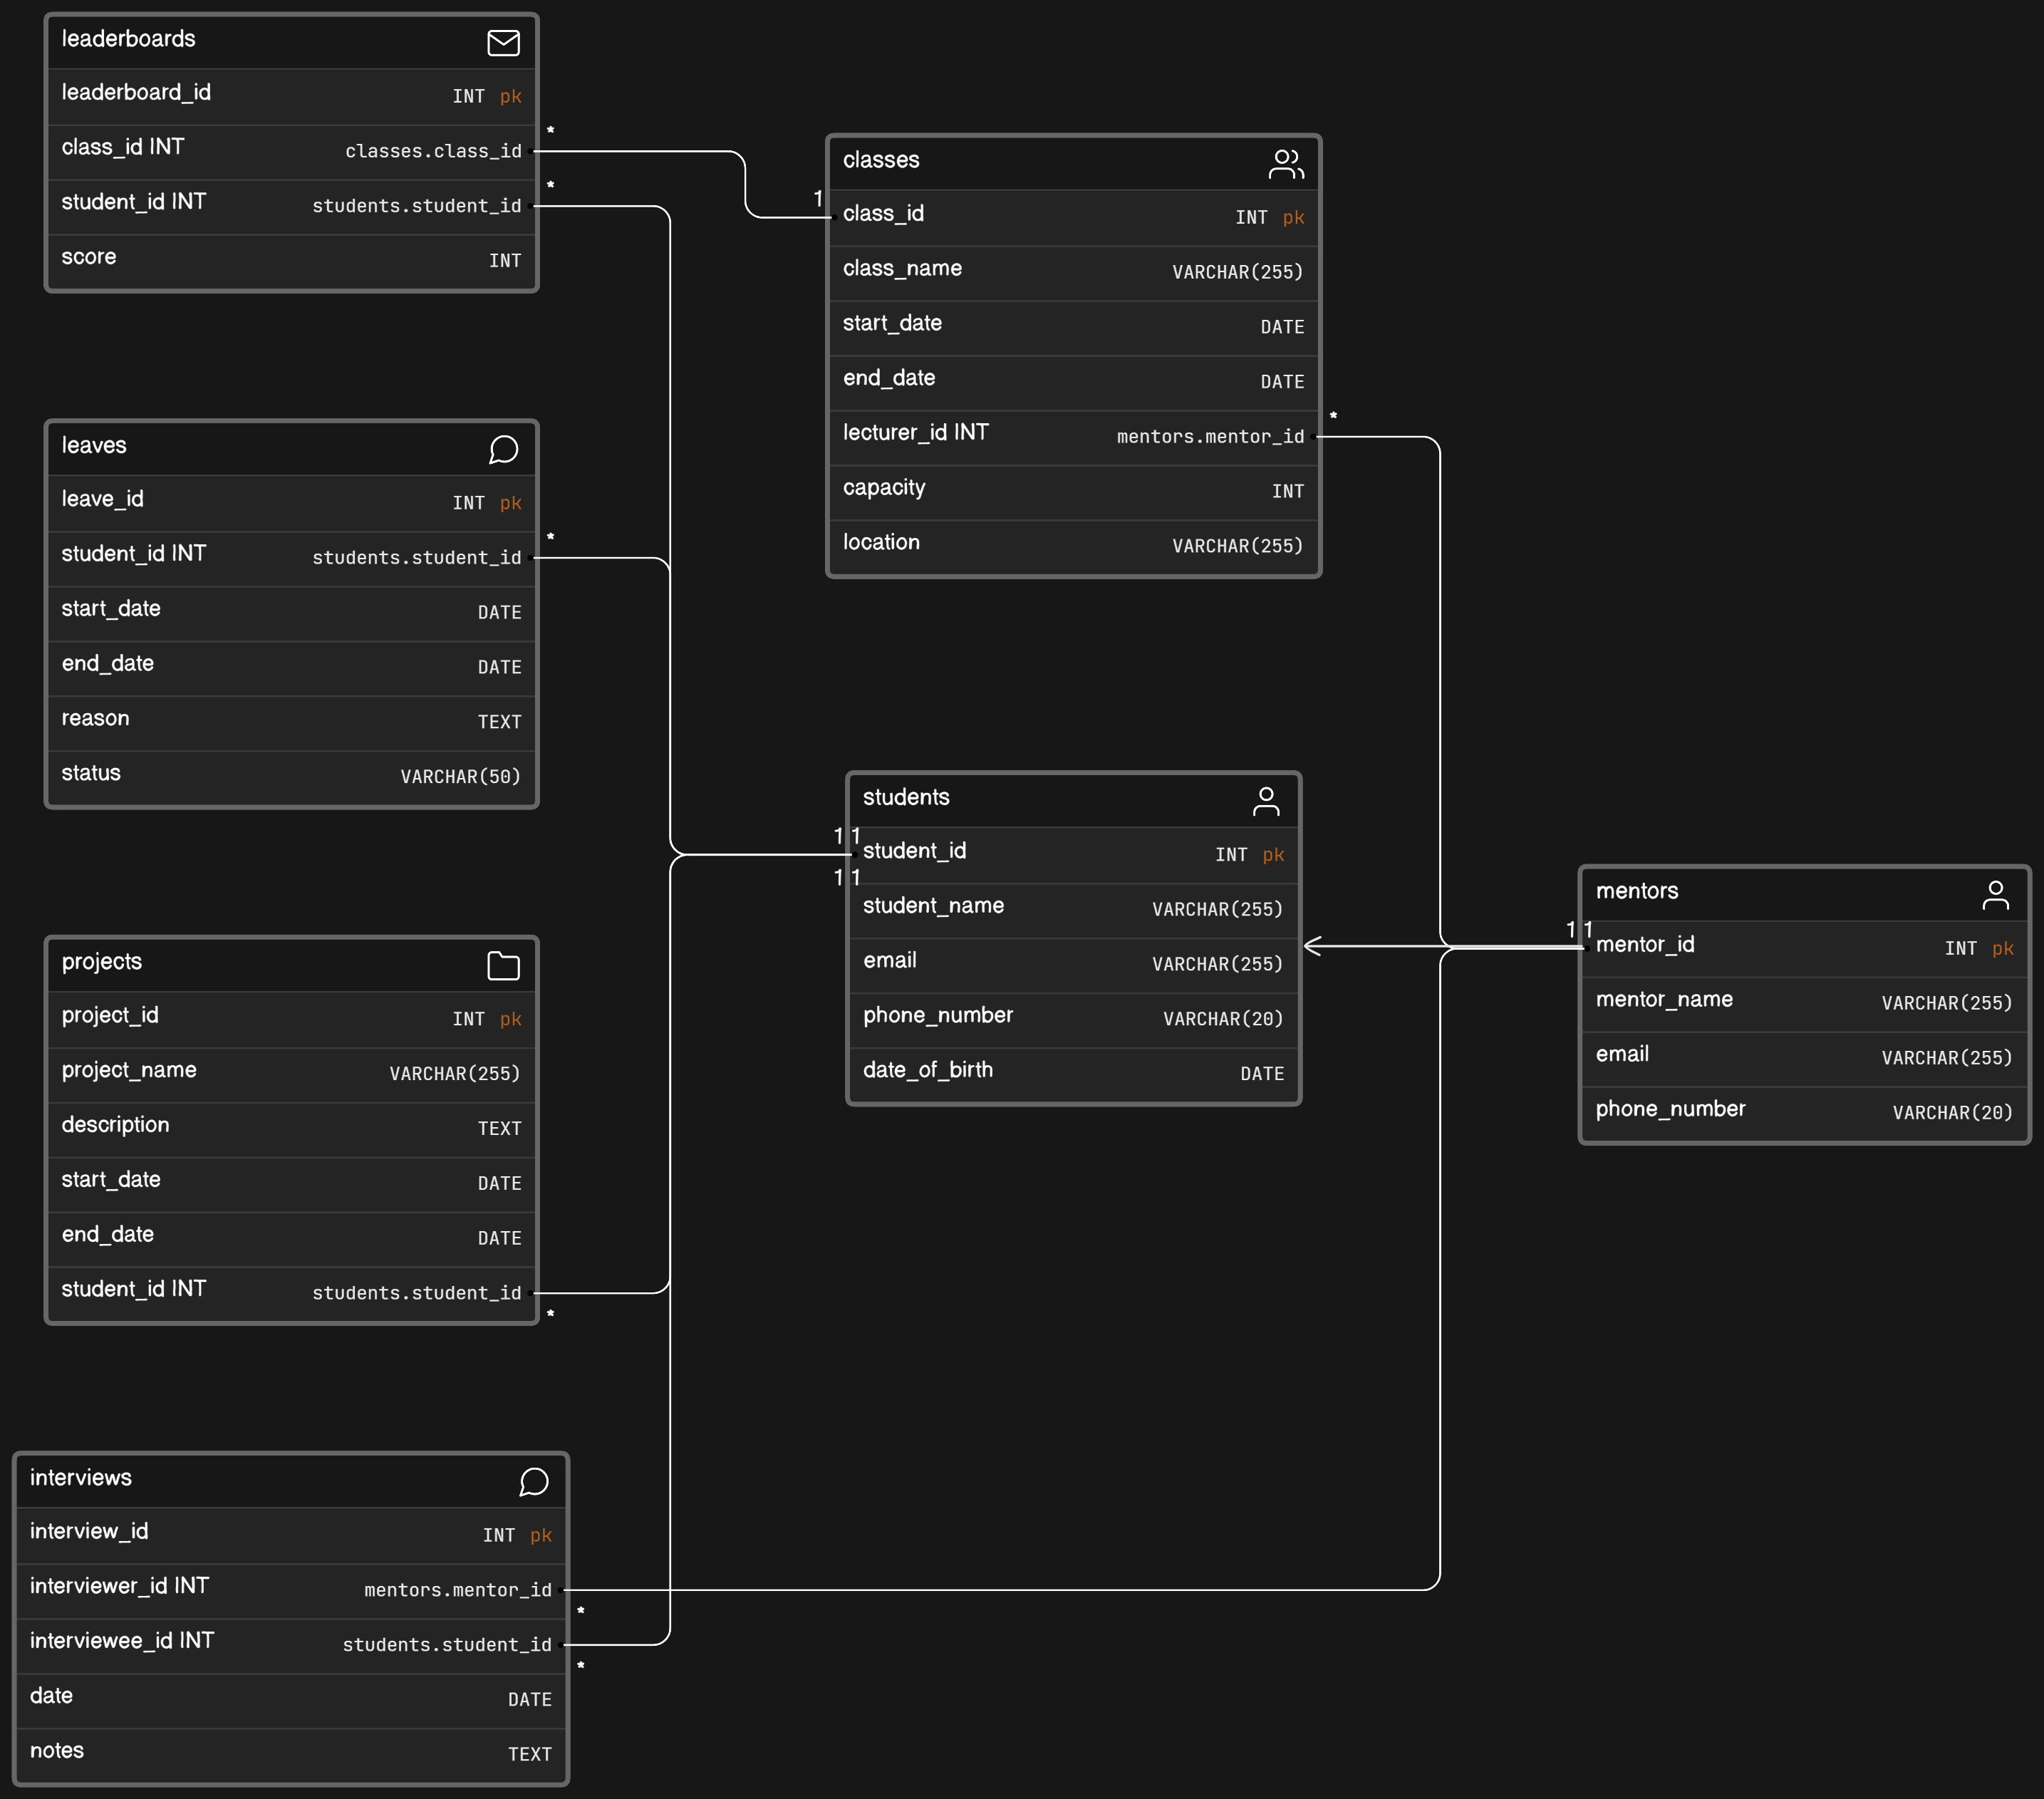 leaderboards
leaderboard_id INT pk
class_id INT classes.class_id
*
student_id INT students.student_id
*
score INT
classes
1
class_id INT pk
class_name VARCHAR(255)
start_date DATE
end_date DATE
lecturer_id INT mentors.mentor_id
*
capacity INT
location VARCHAR(255)
leaves
leave_id INT pk
student_id INT students.student_id
*
start_date DATE
end_date DATE
reason TEXT
status VARCHAR(50)
students
1 1
student_id INT pk
1 1
student_name VARCHAR(255)
email VARCHAR(255)
phone_number VARCHAR(20)
date_of_birth DATE
mentors
1 1
mentor_id INT pk
mentor_name VARCHAR(255)
email VARCHAR(255)
phone_number VARCHAR(20)
projects
project_id INT pk
project_name VARCHAR(255)
description TEXT
start_date DATE
end_date DATE
student_id INT students.student_id
*
interviews
interview_id INT pk
interviewer_id INT mentors.mentor_id
*
interviewee_id INT students.student_id
*
date DATE
notes TEXT